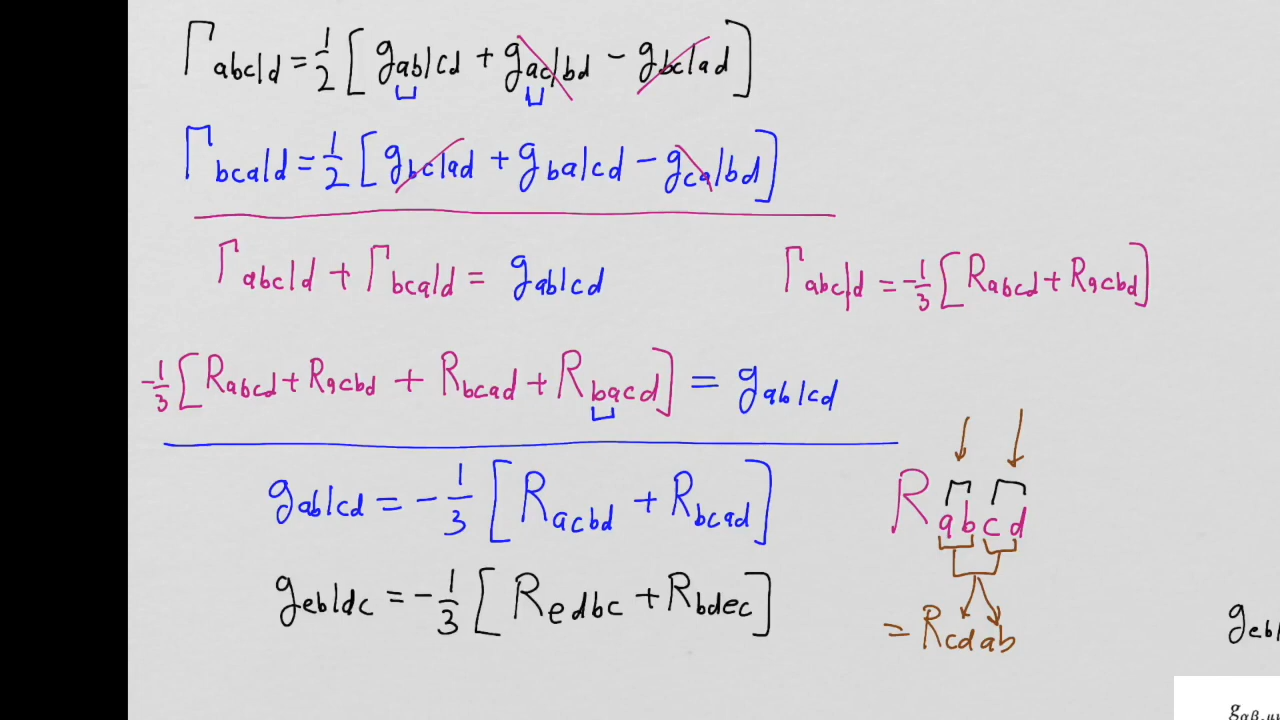 Γabc|d = 1/2 [gab|cd + gac|bd − gbc|ad]
Γbca|d = 1/2 [gbc|ad + gba|cd − gca|bd]
Γabc|d + Γbca|d = gab|cd
Γabc|d = -1/3 [Rabcd + Racbd]
-1/3 [Rabcd + Racbd + Rbcad + Rbacd] = gab|cd
gab|cd = - 1/3 [Racbd + Rbcad]
Rabcd
geb|dc = - 1/3 [Redbc + Rbdec]
= Rcdab
geb|
gαβ,μ